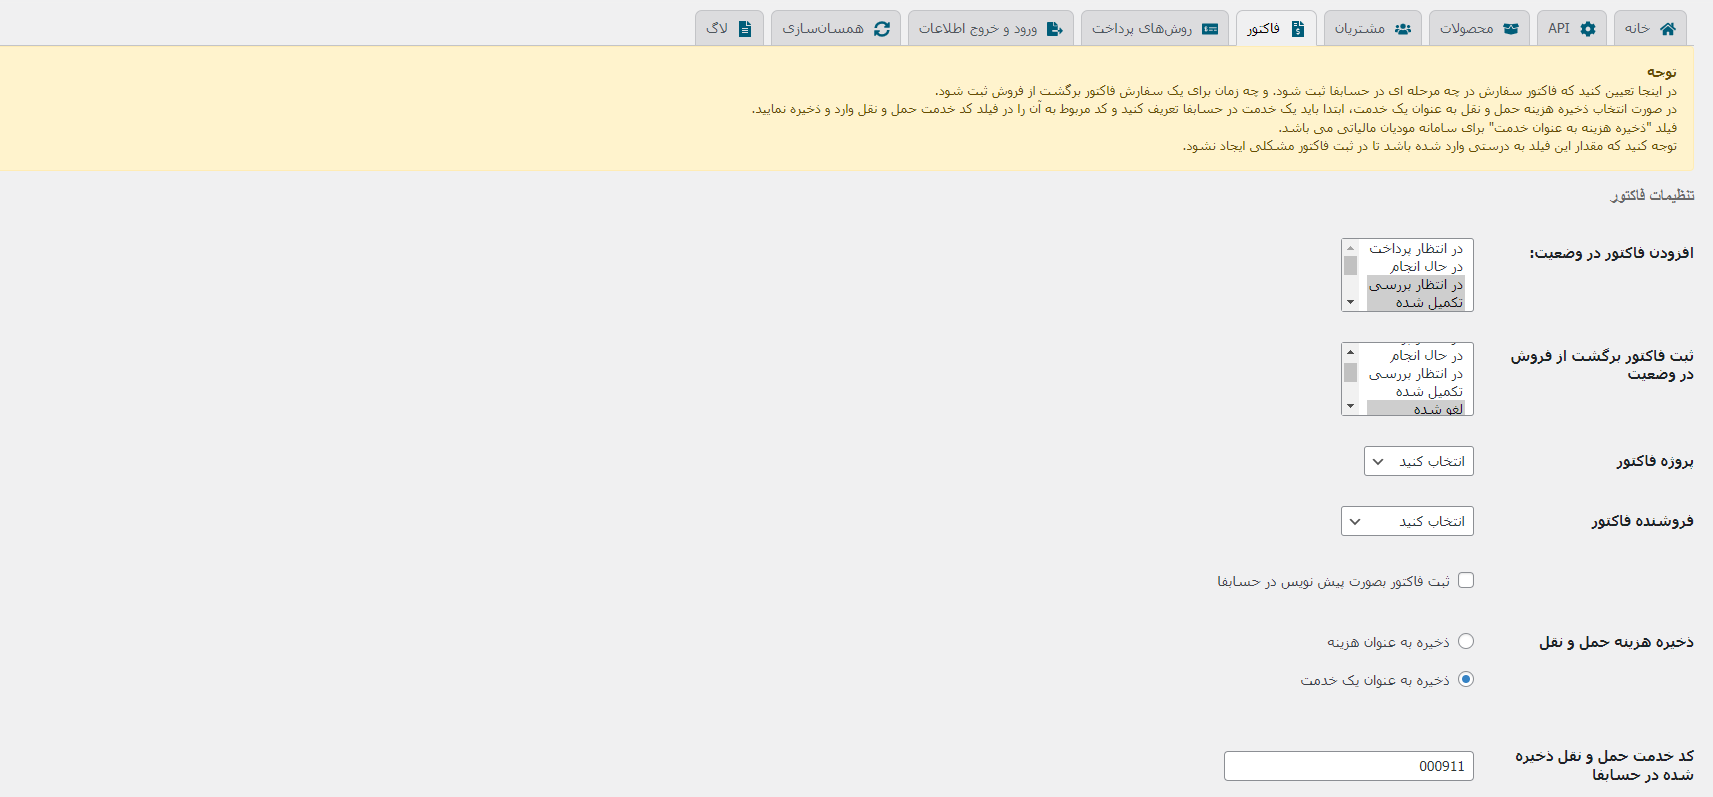 خانه
API
محصولات
مشتریان
فاکتور
روش‌های پرداخت
ورود و خروج اطلاعات
همسان‌سازی
لاگ
توجه
در اینجا تعیین کنید که فاکتور سفارش در چه مرحله ای در حسابفا ثبت شود. و چه زمان برای یک سفارش فاکتور برگشت از فروش ثبت شود.
در صورت انتخاب ذخیره هزینه حمل و نقل به عنوان یک خدمت، ابتدا باید یک خدمت در حسابفا تعریف کنید و کد مربوط به آن را در فیلد کد خدمت حمل و نقل وارد و ذخیره نمایید.
فیلد "ذخیره هزینه به عنوان خدمت" برای سامانه مودیان مالیاتی می باشد.
توجه کنید که مقدار این فیلد به درستی وارد شده باشد تا در ثبت فاکتور مشکلی ایجاد نشود.
تنظیمات فاکتور
افزودن فاکتور در وضعیت:
در انتظار پرداخت
در حال انجام
در انتظار بررسی
تکمیل شده
ثبت فاکتور برگشت از فروش
در وضعیت
در حال انجام
در انتظار بررسی
تکمیل شده
لغو شده
پروژه فاکتور
انتخاب کنید
فروشنده فاکتور
انتخاب کنید
ثبت فاکتور بصورت پیش نویس در حسابفا
ذخیره هزینه حمل و نقل
ذخیره به عنوان هزینه
ذخیره به عنوان یک خدمت
کد خدمت حمل و نقل ذخیره
شده در حسابفا
000911